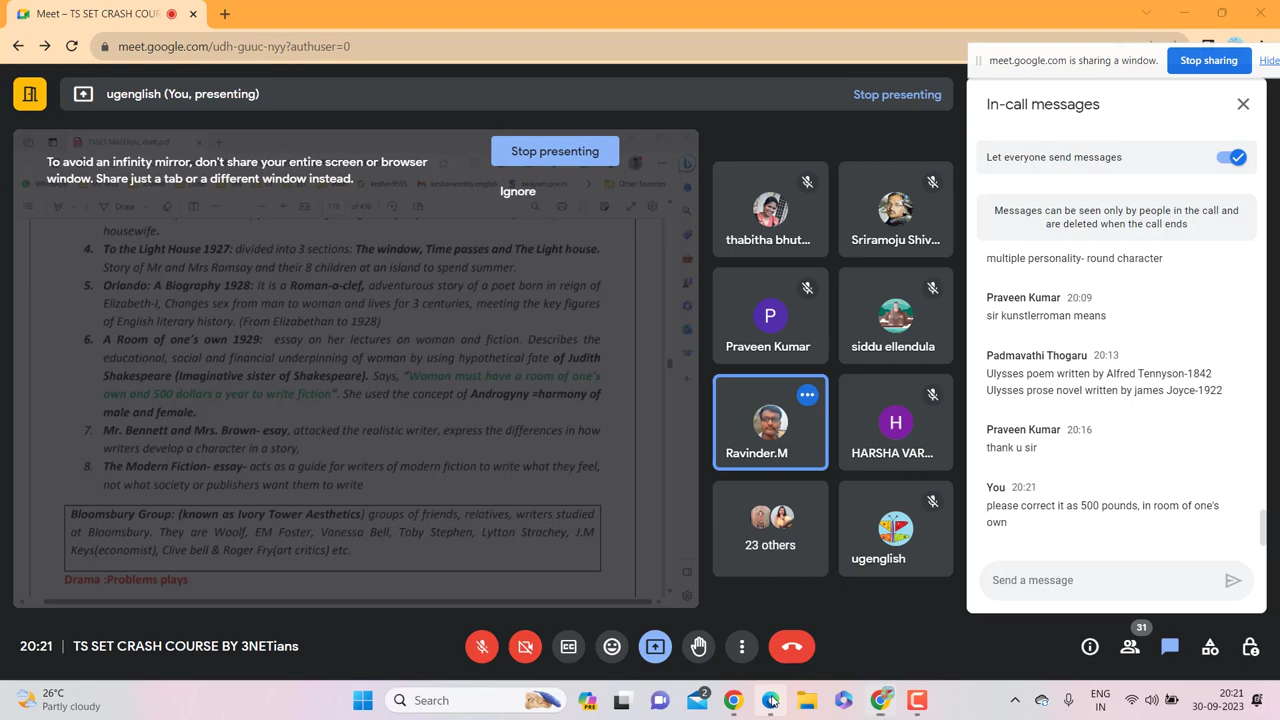 Meet – TS SET CRASH COUR
meet.google.com/udh-guuc-nyy?authuser=0
meet.google.com is sharing a window.
Stop sharing
Hide
ugenglish (You, presenting)
Stop presenting
TSSET MATERIAL draft.pdf
To avoid an infinity mirror, don't share your entire screen or browser
window. Share just a tab or a different window instead.
Stop presenting
Ignore
Other favorites
Draw
of 436
housewife.
4. To the Light House 1927: divided into 3 sections: The window, Time passes and The Light house.
Story of Mr and Mrs Ramsay and their 8 children at an island to spend summer.
5. Orlando: A Biography 1928: It is a Roman-a-clef, adventurous story of a poet born in reign of
Elizabeth-I, Changes sex from man to woman and lives for 3 centuries, meeting the key figures
of English literary history. (From Elizabethan to 1928)
6. A Room of one's own 1929: essay on her lectures on woman and fiction. Describes the
educational, social and financial underpinning of woman by using hypothetical fate of Judith
Shakespeare (Imaginative sister of Shakespeare). Says, "Woman must have a room of one's
own and 500 dollars a year to write fiction". She used the concept of Androgyny =harmony of
male and female.
7. Mr. Bennett and Mrs. Brown- esay, attacked the realistic writer, express the differences in how
writers develop a character in a story,
8. The Modern Fiction- essay- acts as a guide for writers of modern fiction to write what they feel,
not what society or publishers want them to write
Bloomsbury Group: (known as Ivory Tower Aesthetics) groups of friends, relatives, writers studied
at Bloomsbury. They are Woolf, EM Foster, Vanessa Bell, Toby Stephen, Lytton Strachey, J.M
Keys(economist), Clive bell & Roger Fry(art critics) etc.
Drama :Problems plays
thabitha bhut...
Sriramoju Shiv...
P
Praveen Kumar
siddu ellendula
Ravinder.M
H
HARSHA VAR...
23 others
ugenglish
In-call messages
Let everyone send messages
Messages can be seen only by people in the call and
are deleted when the call ends
multiple personality- round character
Praveen Kumar 20:09
sir kunstlerroman means
Padmavathi Thogaru 20:13
Ulysses poem written by Alfred Tennyson-1842
Ulysses prose novel written by james Joyce-1922
Praveen Kumar 20:16
thank u sir
You 20:21
please correct it as 500 pounds, in room of one's
own
Send a message
20:21 | TS SET CRASH COURSE BY 3NETians
31
26°C
Partly cloudy
Search
PRE
2
ENG
IN
20:21
30-09-2023